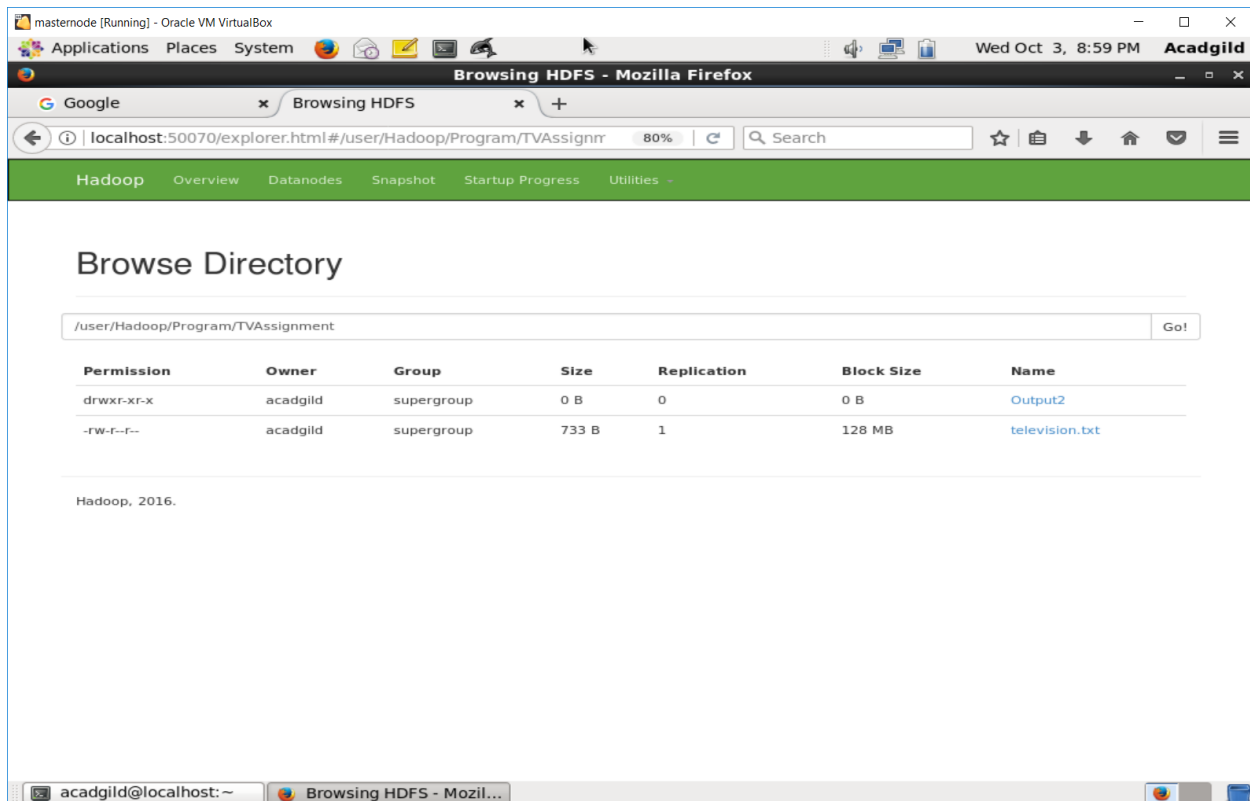 masternode [Running] - Oracle VM VirtualBox
Applications Places System Wed Oct 3, 8:59 PM Acadgild
Browsing HDFS - Mozilla Firefox
Google Browsing HDFS
localhost:50070/explorer.html#/user/Hadoop/Program/TVAssignm 80% Search
Hadoop Overview Datanodes Snapshot Startup Progress Utilities
Browse Directory
/user/Hadoop/Program/TVAssignment Go!
Permission Owner Group Size Replication Block Size Name
drwxr-xr-x acadgild supergroup 0 B 0 0 B Output2
-rw-r--r-- acadgild supergroup 733 B 1 128 MB television.txt
Hadoop, 2016.
acadgild@localhost:~ Browsing HDFS - Mozil...